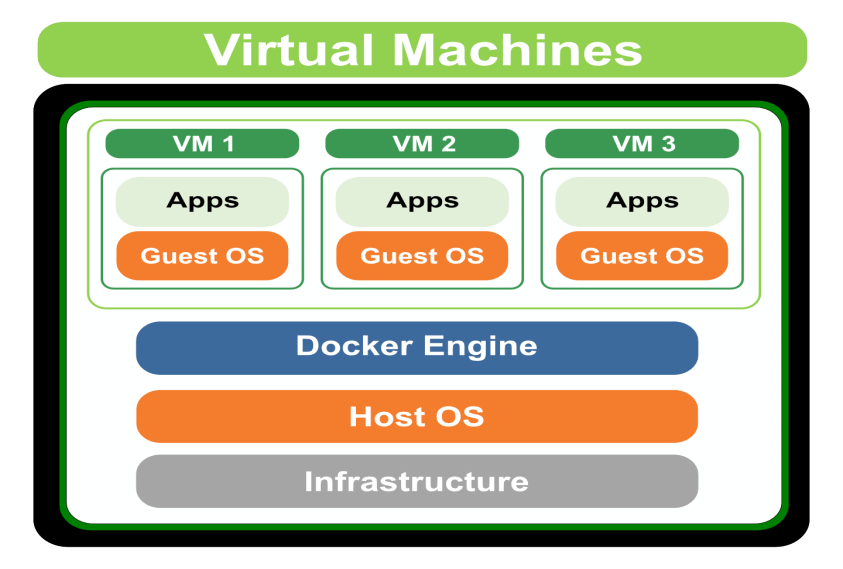 Virtual Machines
VM 1 VM 2 VM 3
Apps Apps Apps
Guest OS Guest OS Guest OS
Docker Engine
Host OS
Infrastructure